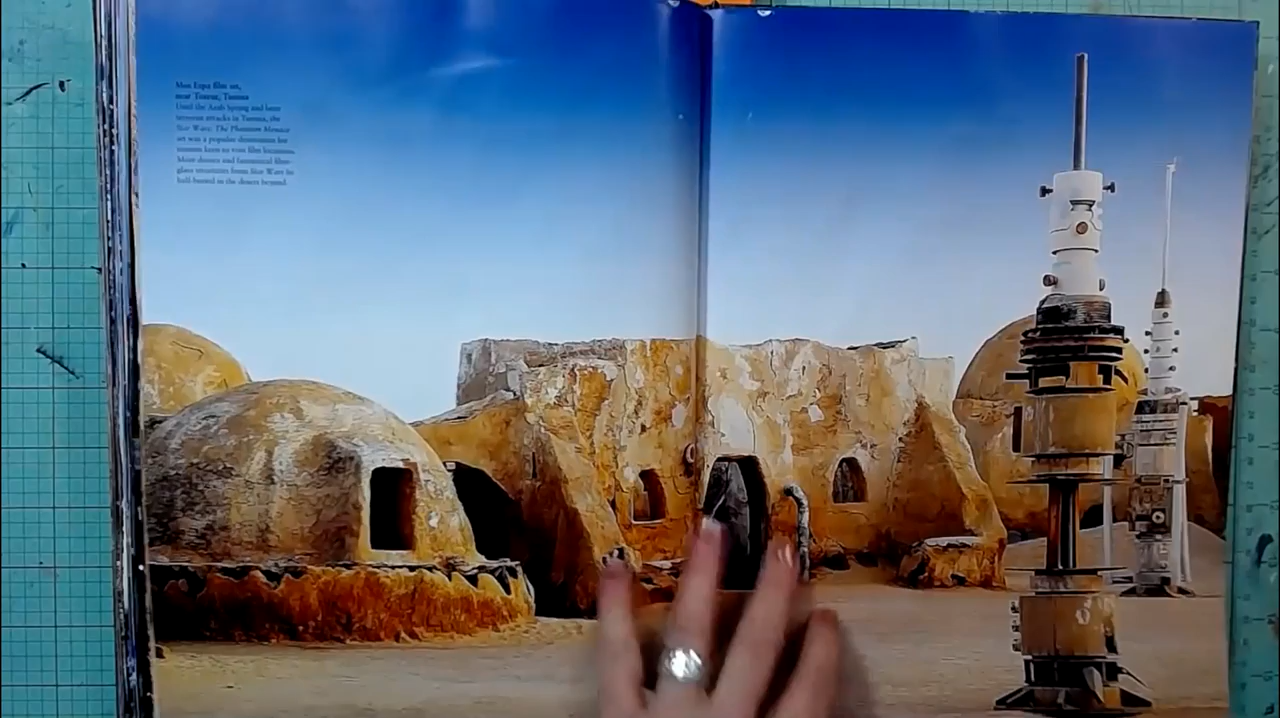 Mos Espa film set,
near Tozeur, Tunisia
Until the Arab Spring and later
terrorist attacks in Tunisia, the
Star Wars: The Phantom Menace
set was a popular destination for
tourists keen to visit film locations.
More domes and fantastical fibre-
glass structures from Star Wars lie
half-buried in the desert beyond.